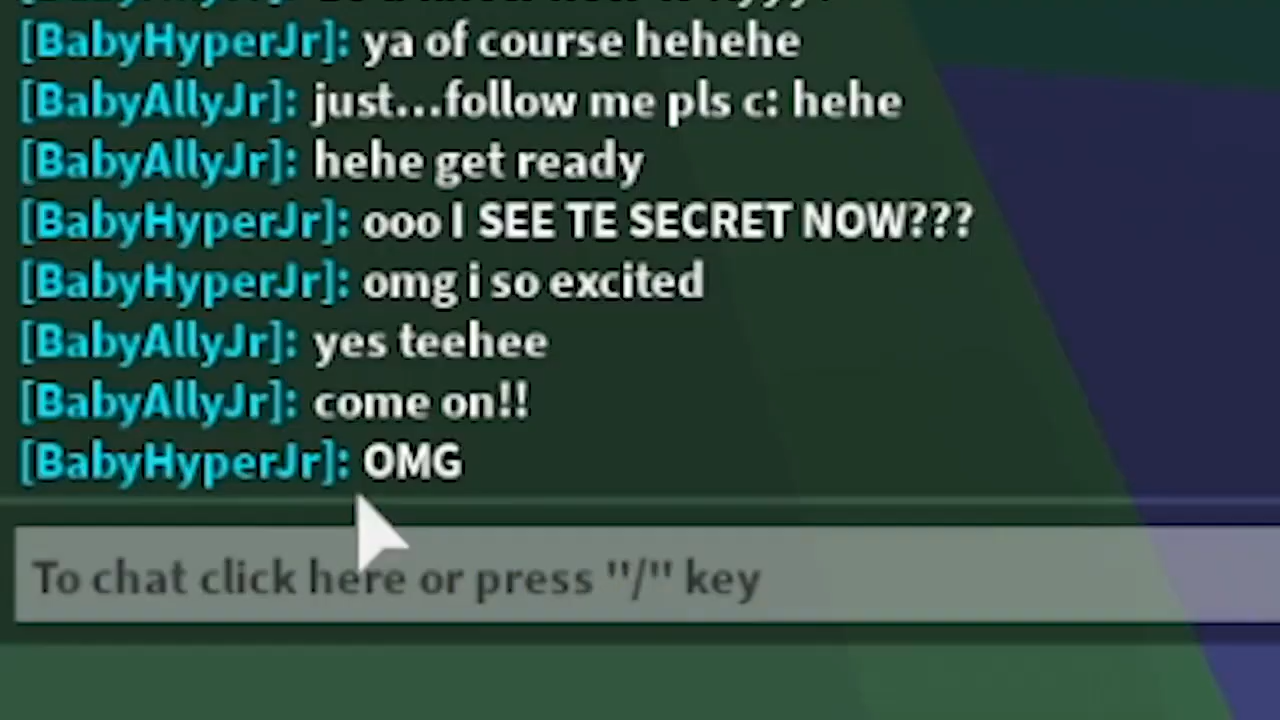 [BabyHyperJr]: ya of course hehehe
[BabyAllyJr]: just...follow me pls c: hehe
[BabyAllyJr]: hehe get ready
[BabyHyperJr]: ooo I SEE TE SECRET NOW???
[BabyHyperJr]: omg i so excited
[BabyAllyJr]: yes teehee
[BabyAllyJr]: come on!!
[BabyHyperJr]: OMG
To chat click here or press "/" key